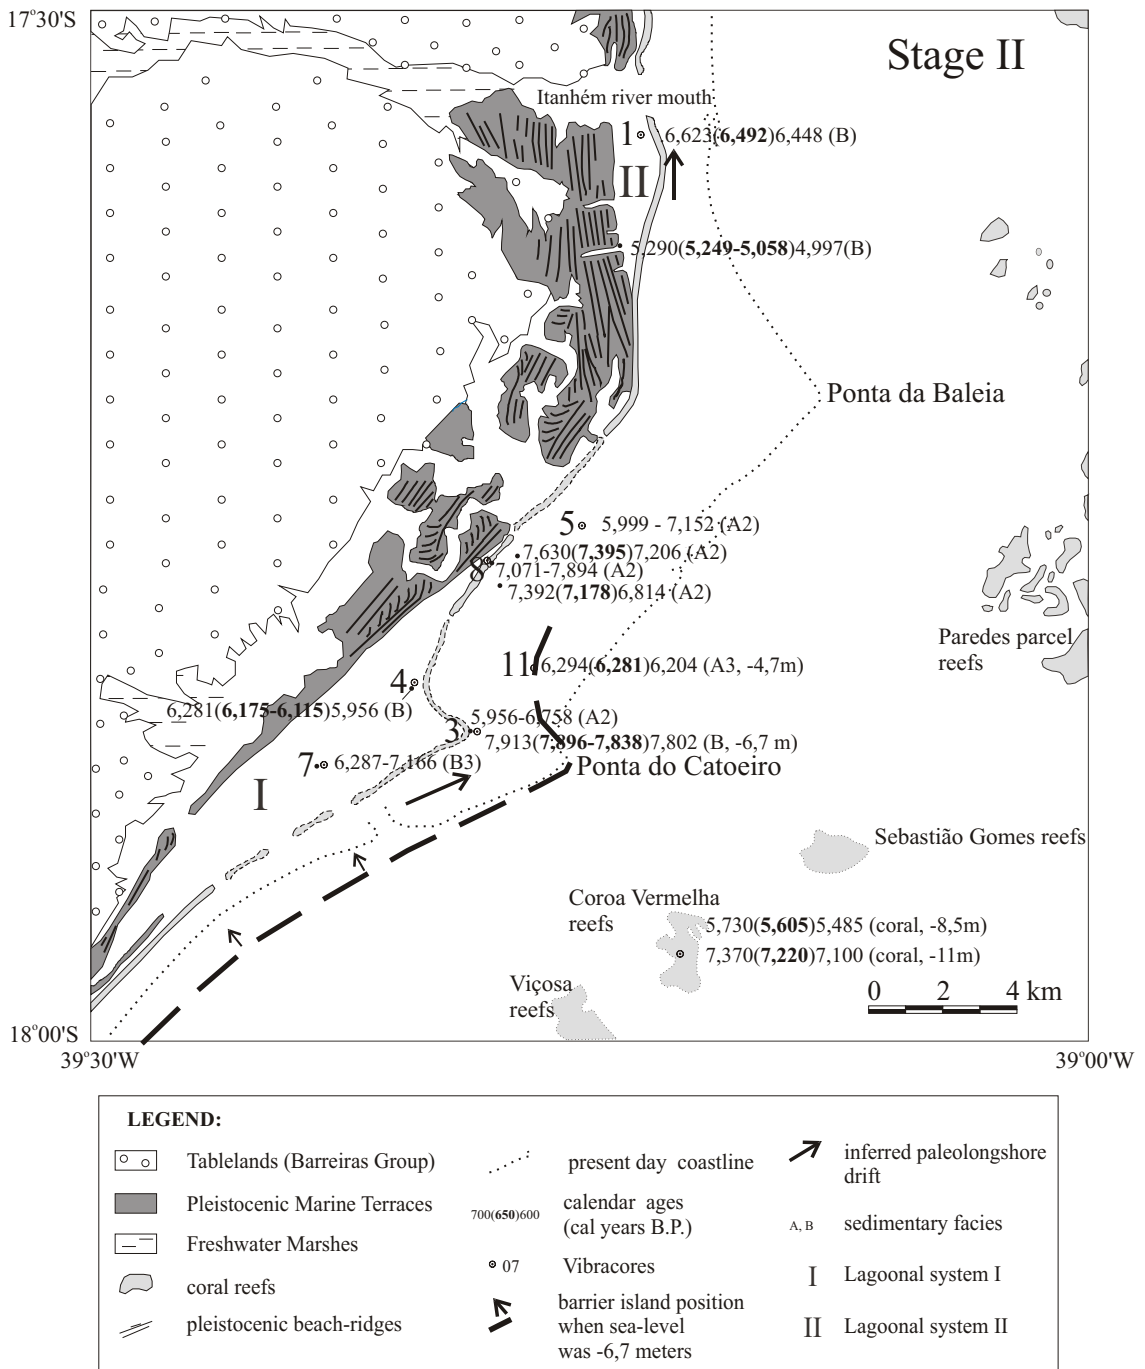 17°30'S
Stage II
Itanhém river mouth
1
6,623(6,492)6,448 (B)
II
5,290(5,249-5,058)4,997(B)
Ponta da Baleia
5
5,999 - 7,152 (A2)
7,630(7,395)7,206 (A2)
8
7,071-7,894 (A2)
7,392(7,178)6,814 (A2)
Paredes parcel
reefs
11
6,294(6,281)6,204 (A3, -4,7m)
4
6,281(6,175-6,115)5,956 (B)
5,956-6,758 (A2)
3
7,913(7,896-7,838)7,802 (B, -6,7 m)
7
6,287-7,166 (B3)
Ponta do Catoeiro
I
Sebastião Gomes reefs
Coroa Vermelha
reefs
5,730(5,605)5,485 (coral, -8,5m)
7,370(7,220)7,100 (coral, -11m)
Viçosa
reefs
0 2 4 km
18°00'S
39°30'W
39°00'W
LEGEND:
Tablelands (Barreiras Group)
Pleistocenic Marine Terraces
Freshwater Marshes
coral reefs
pleistocenic beach-ridges
present day coastline
700(650)600
calendar ages
(cal years B.P.)
07 Vibracores
barrier island position
when sea-level
was -6,7 meters
inferred paleolongshore
drift
A, B sedimentary facies
I Lagoonal system I
II Lagoonal system II